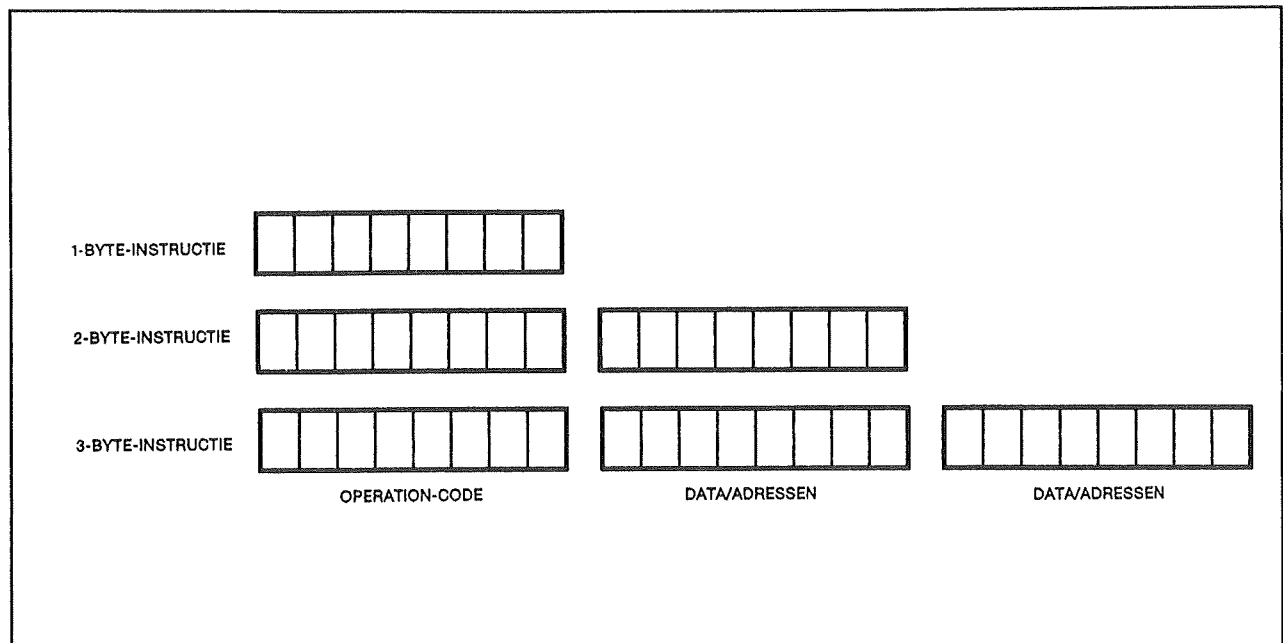 1-BYTE-INSTRUCTIE
2-BYTE-INSTRUCTIE
3-BYTE-INSTRUCTIE
OPERATION-CODE DATA/ADRESSEN DATA/ADRESSEN